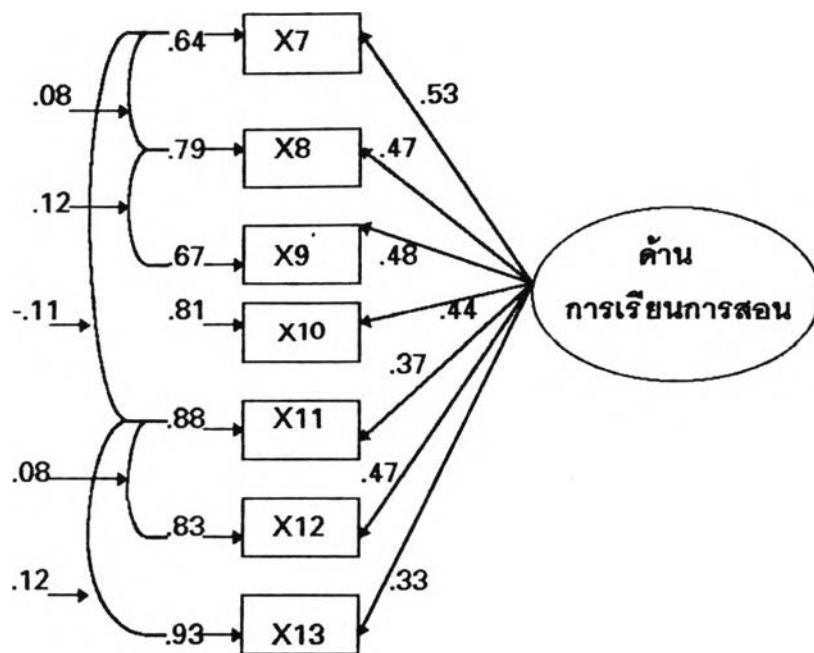 .64
X7
.53
.08
.79
X8
.47
.12
.67
X9
.48
ด้าน
การเรียนการสอน
-.11
.81
X10
.44
.37
.88
X11
.08
.47
.83
X12
.12
.33
.93
X13